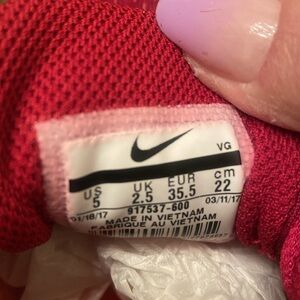 VG
US UK EUR cm
5 2.5 35.5 22
917537-600
01/18/17 03/11/17
MADE IN VIETNAM
FABRIQUE AU VIETNAM